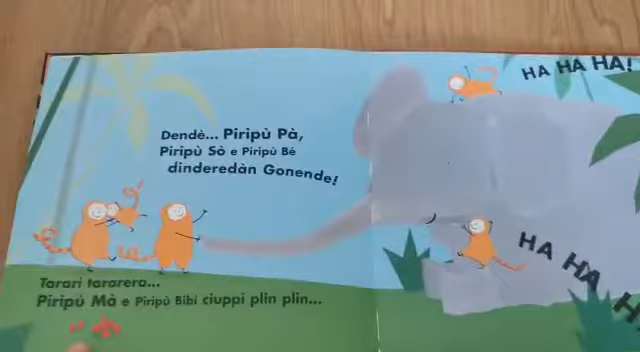 Dendè... Piripù Pà,
Piripù Sò e Piripù Bé
dinderedàn Gonende!
Tararì tararera...
Piripù Mà e Piripù Bibi ciuppi plin plin...
HA HA HA!
HA HA H